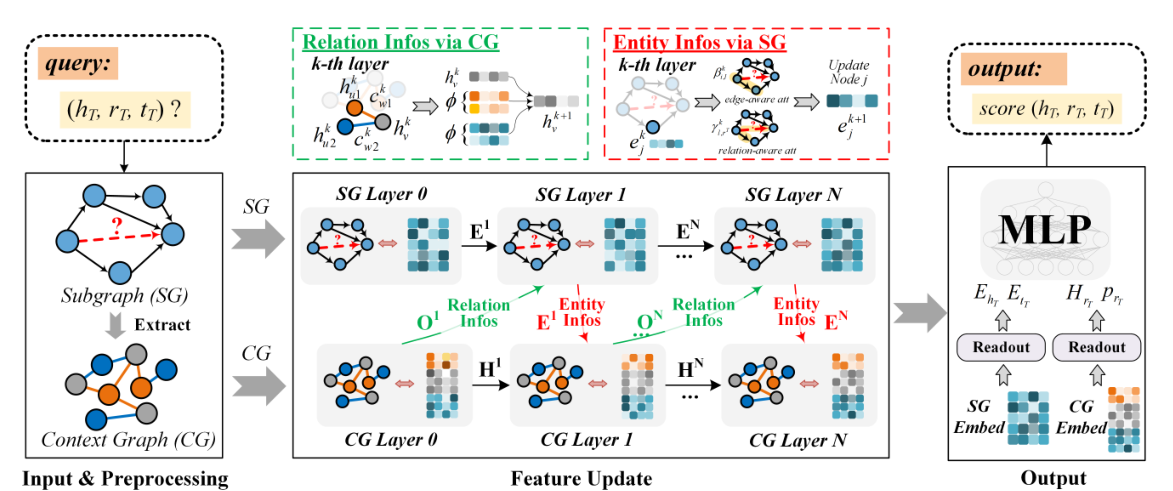 query:
(h_T, r_T, t_T) ?
Relation Infos via CG
k-th layer
h_{u1}^k
c_{w1}^k
h_{u2}^k
c_{w2}^k
h_v^k
h_v^k
ϕ {
ϕ {
h_v^{k+1}
Entity Infos via SG
k-th layer
e_j^k
edge-aware att
relation-aware att
Update
Node j
e_j^{k+1}
output:
score (h_T, r_T, t_T)
?
Subgraph (SG)
Extract
Context Graph (CG)
Input & Preprocessing
SG
CG
SG Layer 0
SG Layer 1
SG Layer N
?
?
?
E^1
E^N
...
Relation
Infos
O^1
Entity
Infos
E^1
Relation
Infos
...
O^N
Entity
Infos
E^N
H^1
H^N
...
CG Layer 0
CG Layer 1
CG Layer N
Feature Update
MLP
E_{h_T} E_{t_T}
H_{r_T} p_{r_T}
Readout
Readout
SG
Embed
CG
Embed
Output